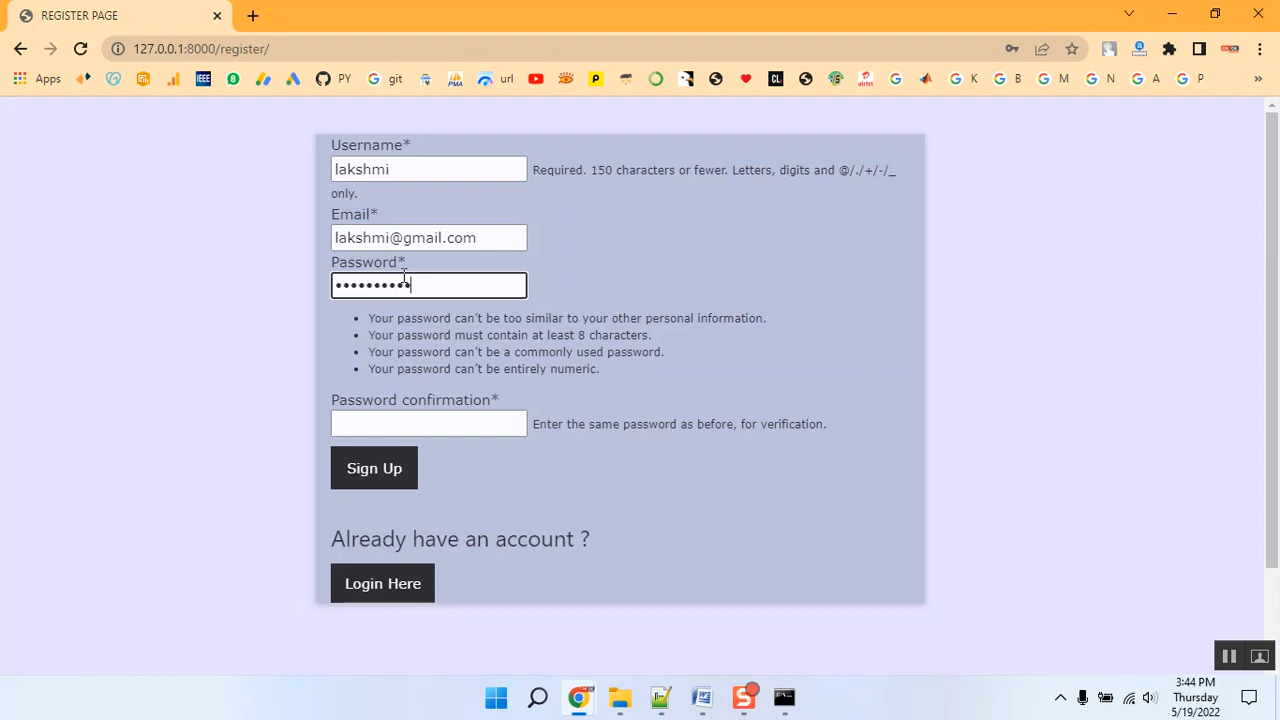 REGISTER PAGE
127.0.0.1:8000/register/
Apps
IEEE
PY
git
PMA
url
CL
airtel
K
B
M
N
A
P
»
Username*
lakshmi
Required. 150 characters or fewer. Letters, digits and @/./+/-/_
only.
Email*
lakshmi@gmail.com
Password*
••••••••••
• Your password can't be too similar to your other personal information.
• Your password must contain at least 8 characters.
• Your password can't be a commonly used password.
• Your password can't be entirely numeric.
Password confirmation*
Enter the same password as before, for verification.
Sign Up
Already have an account ?
Login Here
3:44 PM
Thursday
5/19/2022